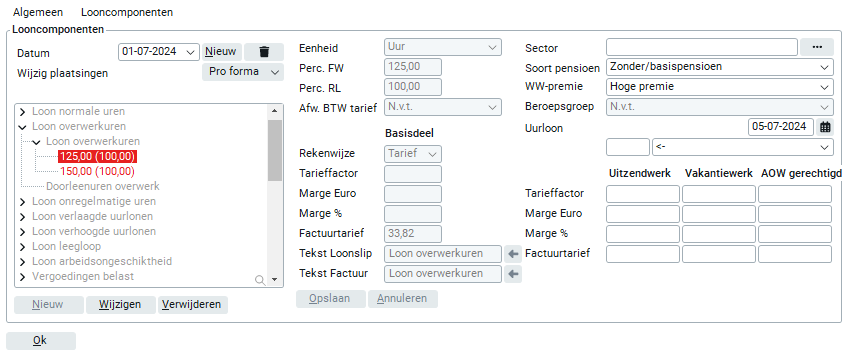 Algemeen Looncomponenten
Looncomponenten
Datum 01-07-2024 Nieuw
Wijzig plaatsingen Pro forma
Loon normale uren
Loon overwerkuren
Loon overwerkuren
125,00 (100,00)
150,00 (100,00)
Doorleenuren overwerk
Loon onregelmatige uren
Loon verlaagde uurlonen
Loon verhoogde uurlonen
Loon leegloop
Loon arbeidsongeschiktheid
Vergoedingen belast
Nieuw Wijzigen Verwijderen
Eenheid Uur
Perc. FW 125,00
Perc. RL 100,00
Afw. BTW tarief N.v.t.
Basisdeel
Rekenwijze Tarief
Tarieffactor
Marge Euro
Marge %
Factuurtarief 33,82
Tekst Loonslip Loon overwerkuren
Tekst Factuur Loon overwerkuren
Opslaan Annuleren
Sector ...
Soort pensioen Zonder/basispensioen
WW-premie Hoge premie
Beroepsgroep N.v.t.
Uurloon 05-07-2024
<-
Uitzendwerk Vakantiewerk AOW gerechtigd
Tarieffactor
Marge Euro
Marge %
Factuurtarief
Ok